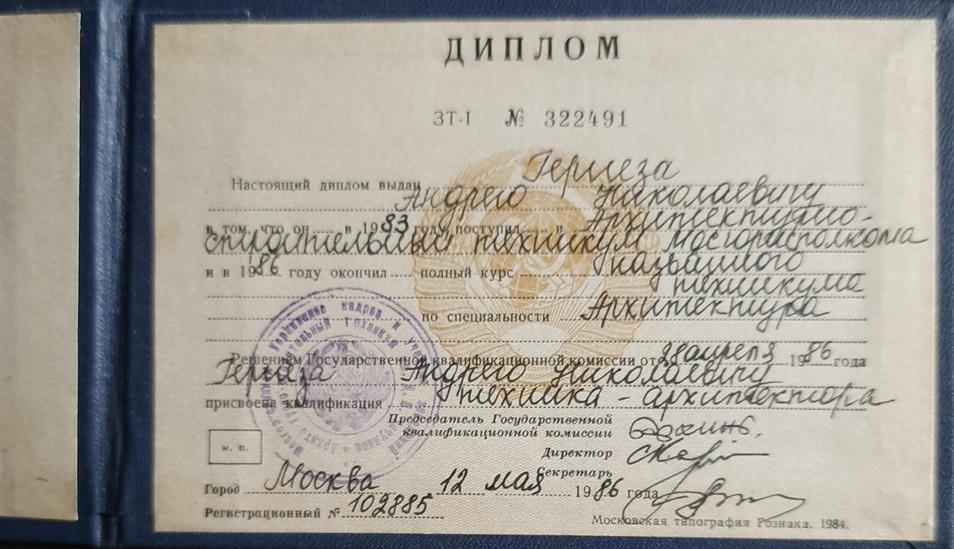 ДИПЛОМ
ЗТ-I № 322491
Настоящий диплом выдан
Андрею Николаевичу
в том, что он в 1983 году поступил в Архитектурно-
строительный техникум Мосгорисполкома
и в 1986 году окончил полный курс названного
техникума
по специальности Архитектура
Решением Государственной квалификационной комиссии от 28 апреля 1986 года
Андрею Николаевичу
присвоена квалификация техника-архитектора
Председатель Государственной
квалификационной комиссии
Директор
Секретарь
м. п.
Город Москва 12 мая 1986 года
Регистрационный № 102885
Московская типография Гознака. 1984.